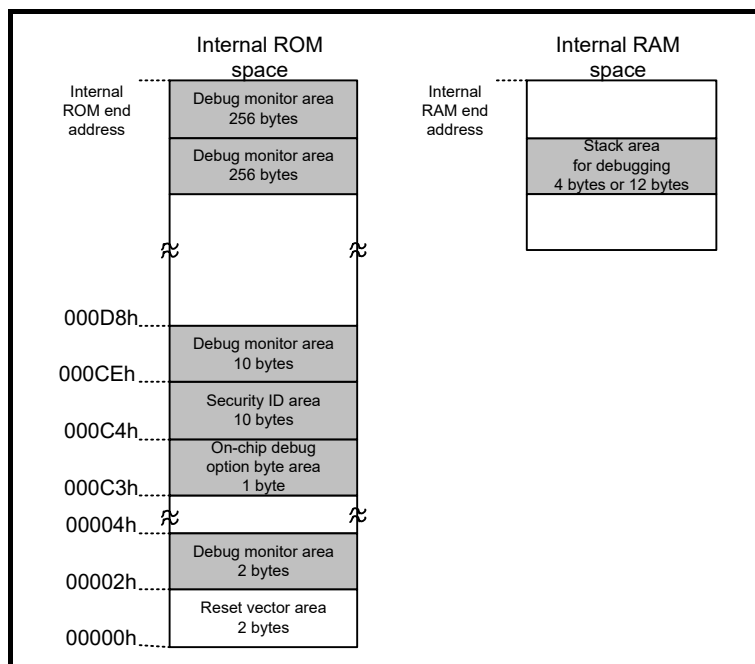 Internal ROM
space
Internal
ROM end
address
Debug monitor area
256 bytes
Debug monitor area
256 bytes
000D8h
Debug monitor area
10 bytes
000CEh
Security ID area
10 bytes
000C4h
On-chip debug
option byte area
1 byte
000C3h
00004h
Debug monitor area
2 bytes
00002h
Reset vector area
2 bytes
00000h
Internal RAM
space
Internal
RAM end
address
Stack area
for debugging
4 bytes or 12 bytes